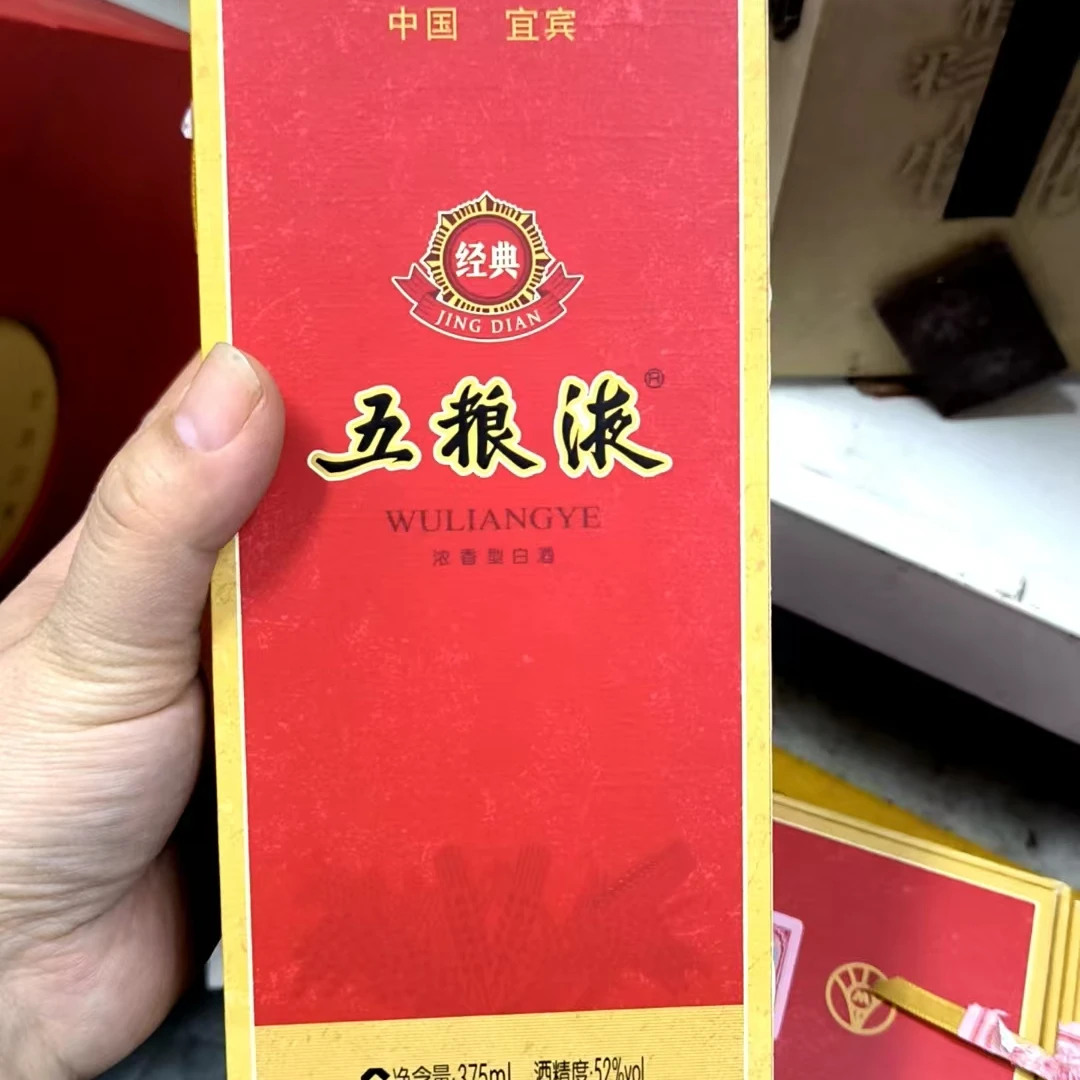 中国 宜宾
经典
JING DIAN
五粮液
WULIANGYE
浓香型白酒
净含量:375ml 酒精度:52%vol